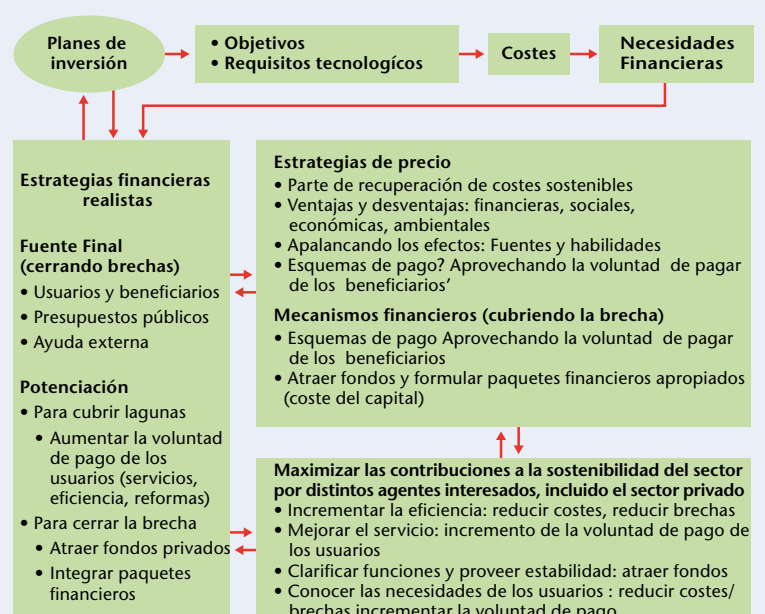 Planes de
inversión
• Objetivos
• Requisitos tecnologícos
Costes
Necesidades
Financieras
Estrategias financieras
realistas
Fuente Final
(cerrando brechas)
• Usuarios y beneficiarios
• Presupuestos públicos
• Ayuda externa
Potenciación
• Para cubrir lagunas
• Aumentar la voluntad
de pago de los
usuarios (servicios,
eficiencia, reformas)
• Para cerrar la brecha
• Atraer fondos privados
• Integrar paquetes
financieros
Estrategias de precio
• Parte de recuperación de costes sostenibles
• Ventajas y desventajas: financieras, sociales,
económicas, ambientales
• Apalancando los efectos: Fuentes y habilidades
• Esquemas de pago? Aprovechando la voluntad de pagar
de los beneficiarios’
Mecanismos financieros (cubriendo la brecha)
• Esquemas de pago Aprovechando la voluntad de pagar
de los beneficiarios
• Atraer fondos y formular paquetes financieros apropiados
(coste del capital)
Maximizar las contribuciones a la sostenibilidad del sector
por distintos agentes interesados, incluido el sector privado
• Incrementar la eficiencia: reducir costes, reducir brechas
• Mejorar el servicio: incremento de la voluntad de pago de
los usuarios
• Clarificar funciones y proveer estabilidad: atraer fondos
• Conocer las necesidades de los usuarios : reducir costes/
brechas incrementar la voluntad de pago